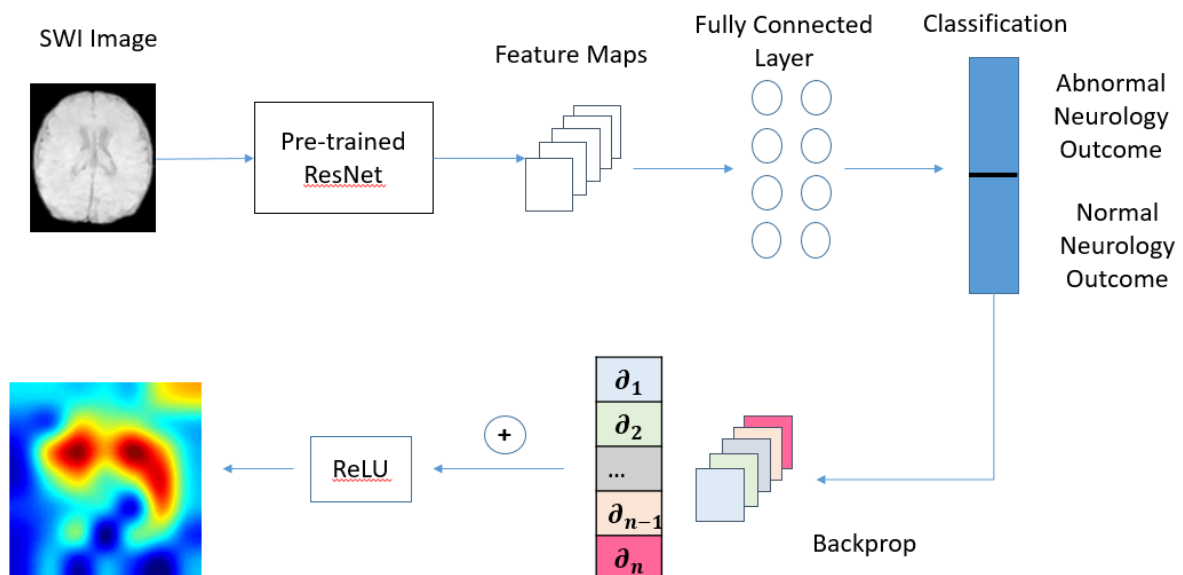 SWI Image
Pre-trained
ResNet
Feature Maps
Fully Connected
Layer
Classification
Abnormal
Neurology
Outcome
Normal
Neurology
Outcome
ReLU
+
∂1
∂2
...
∂n−1
∂n
Backprop